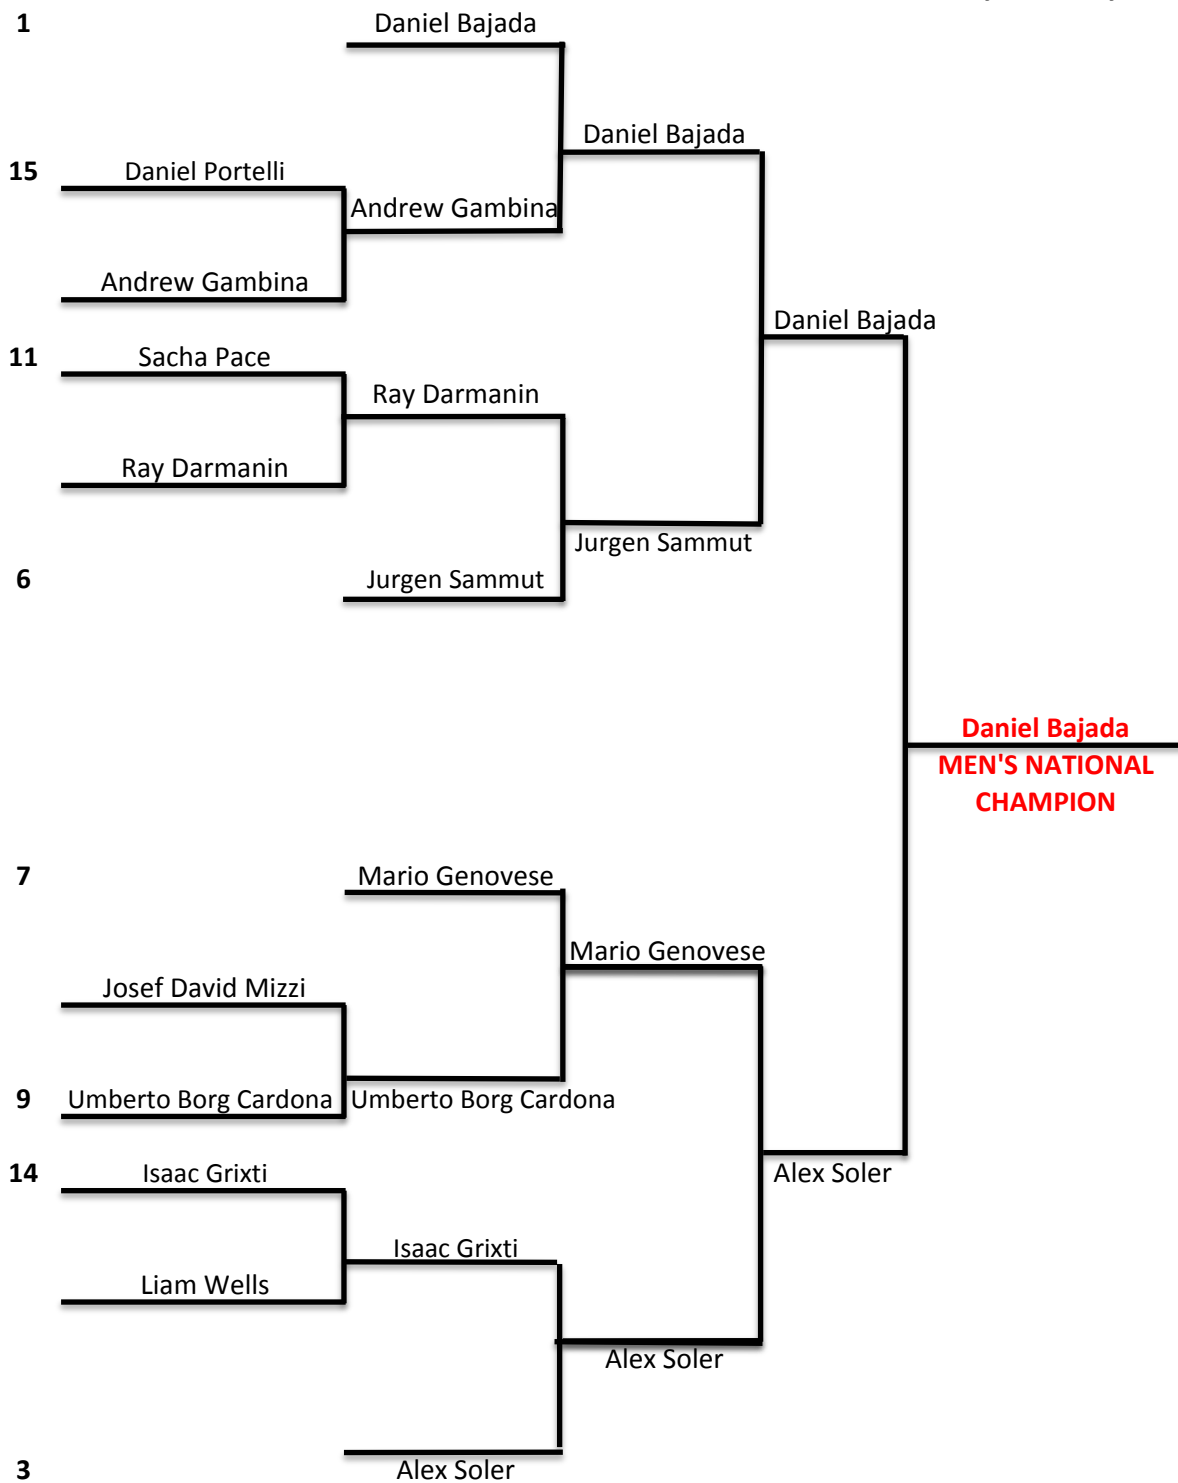 1
Daniel Bajada
Daniel Bajada
15
Daniel Portelli
Andrew Gambina
Andrew Gambina
Daniel Bajada
11
Sacha Pace
Ray Darmanin
Ray Darmanin
Jurgen Sammut
6
Jurgen Sammut
Daniel Bajada
MEN'S NATIONAL
CHAMPION
7
Mario Genovese
Mario Genovese
Josef David Mizzi
9
Umberto Borg Cardona
Umberto Borg Cardona
14
Isaac Grixti
Alex Soler
Isaac Grixti
Liam Wells
Alex Soler
3
Alex Soler